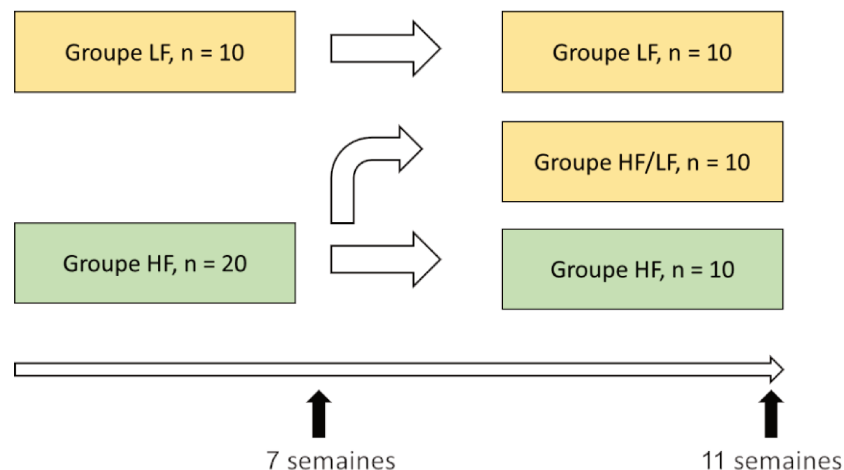 Groupe LF, n = 10
Groupe LF, n = 10
Groupe HF/LF, n = 10
Groupe HF, n = 20
Groupe HF, n = 10
7 semaines
11 semaines